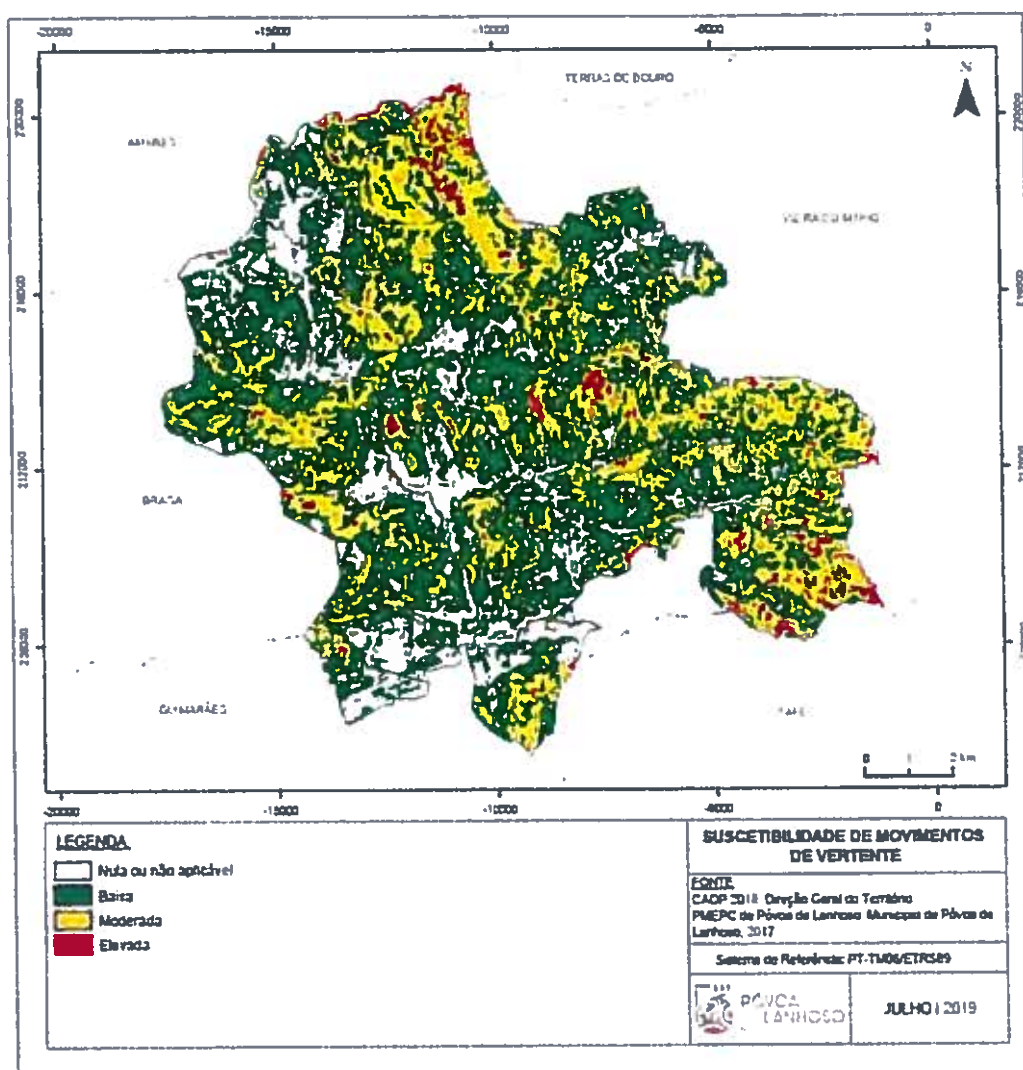 -20000 -15000 -10000 -5000 0
TERRAS DE BOURO
N
AMARES
VIEIRA DO MINHO
BRAGA
GUIMARÃES
FAFE
0 1 2 km
-20000 -15000 -10000 -5000 0
LEGENDA
Nula ou não aplicável
Baixa
Moderada
Elevada
SUSCETIBILIDADE DE MOVIMENTOS
DE VERTENTE
FONTE
CAOP 2018, Direção Geral do Território
PMEPC de Póvoa de Lanhoso, Município de Póvoa de
Lanhoso, 2017
Sistema de Referência: PT-TM06/ETRS89
PÓVOA
LANHOSO
JULHO | 2019